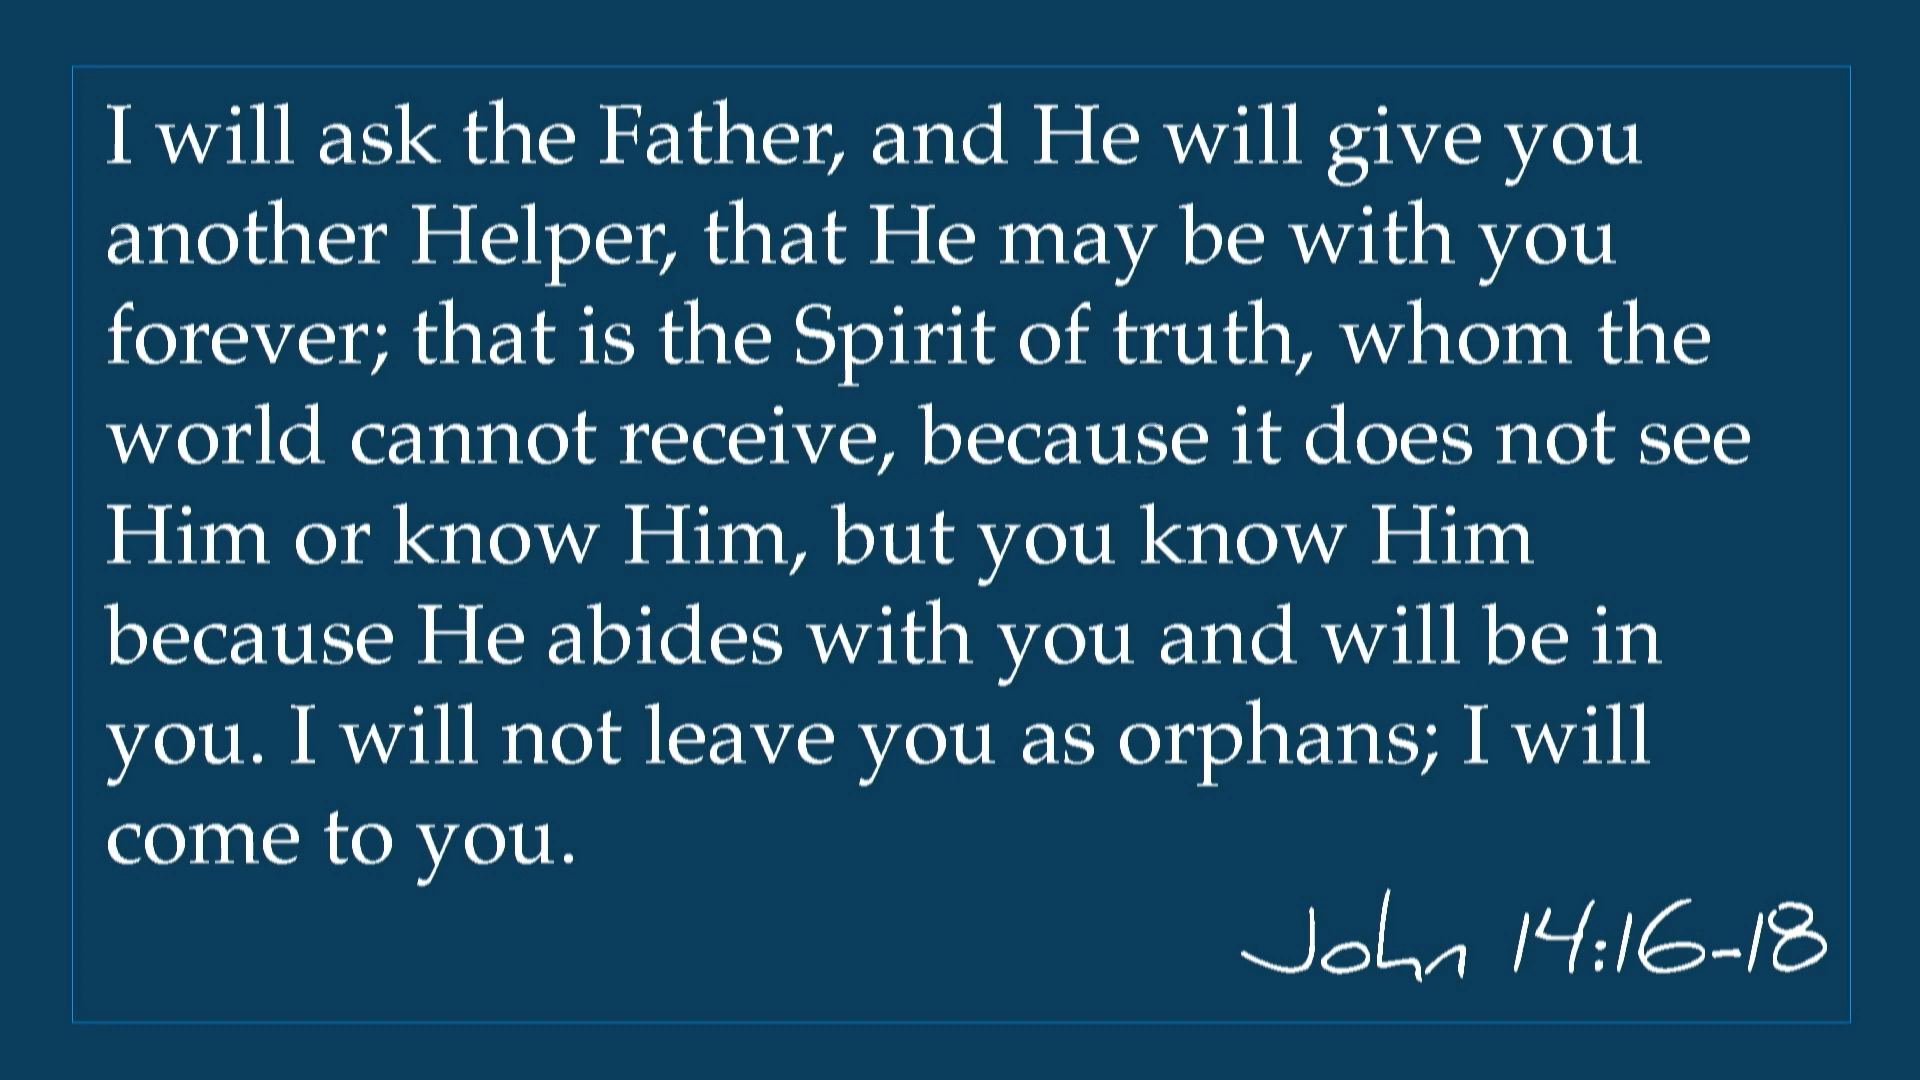 I will ask the Father, and He will give you
another Helper, that He may be with you
forever; that is the Spirit of truth, whom the
world cannot receive, because it does not see
Him or know Him, but you know Him
because He abides with you and will be in
you. I will not leave you as orphans; I will
come to you.
John 14:16-18